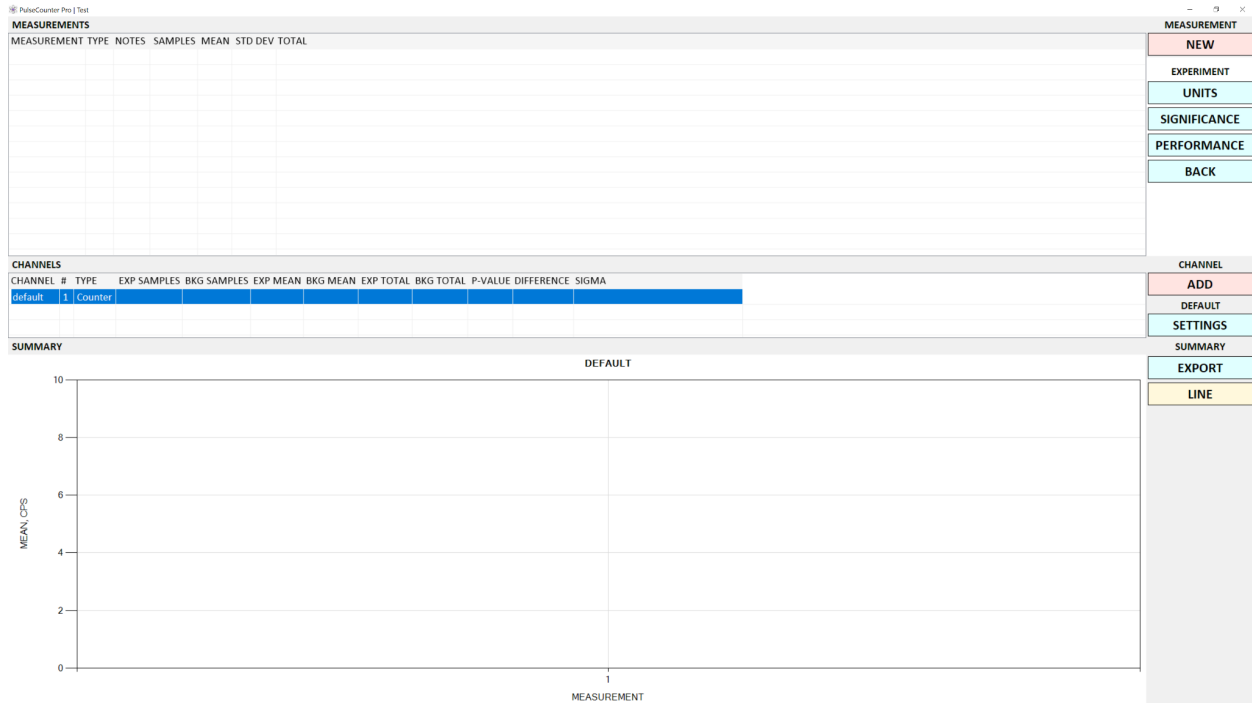 PulseCounter Pro | Test
MEASUREMENTS
MEASUREMENT TYPE NOTES SAMPLES MEAN STD DEV TOTAL
MEASUREMENT
NEW
EXPERIMENT
UNITS
SIGNIFICANCE
PERFORMANCE
BACK
CHANNELS
CHANNEL # TYPE EXP SAMPLES BKG SAMPLES EXP MEAN BKG MEAN EXP TOTAL BKG TOTAL P-VALUE DIFFERENCE SIGMA
default 1 Counter
CHANNEL
ADD
DEFAULT
SETTINGS
SUMMARY
SUMMARY
EXPORT
LINE
DEFAULT
10
8
6
4
2
0
MEAN, CPS
1
MEASUREMENT